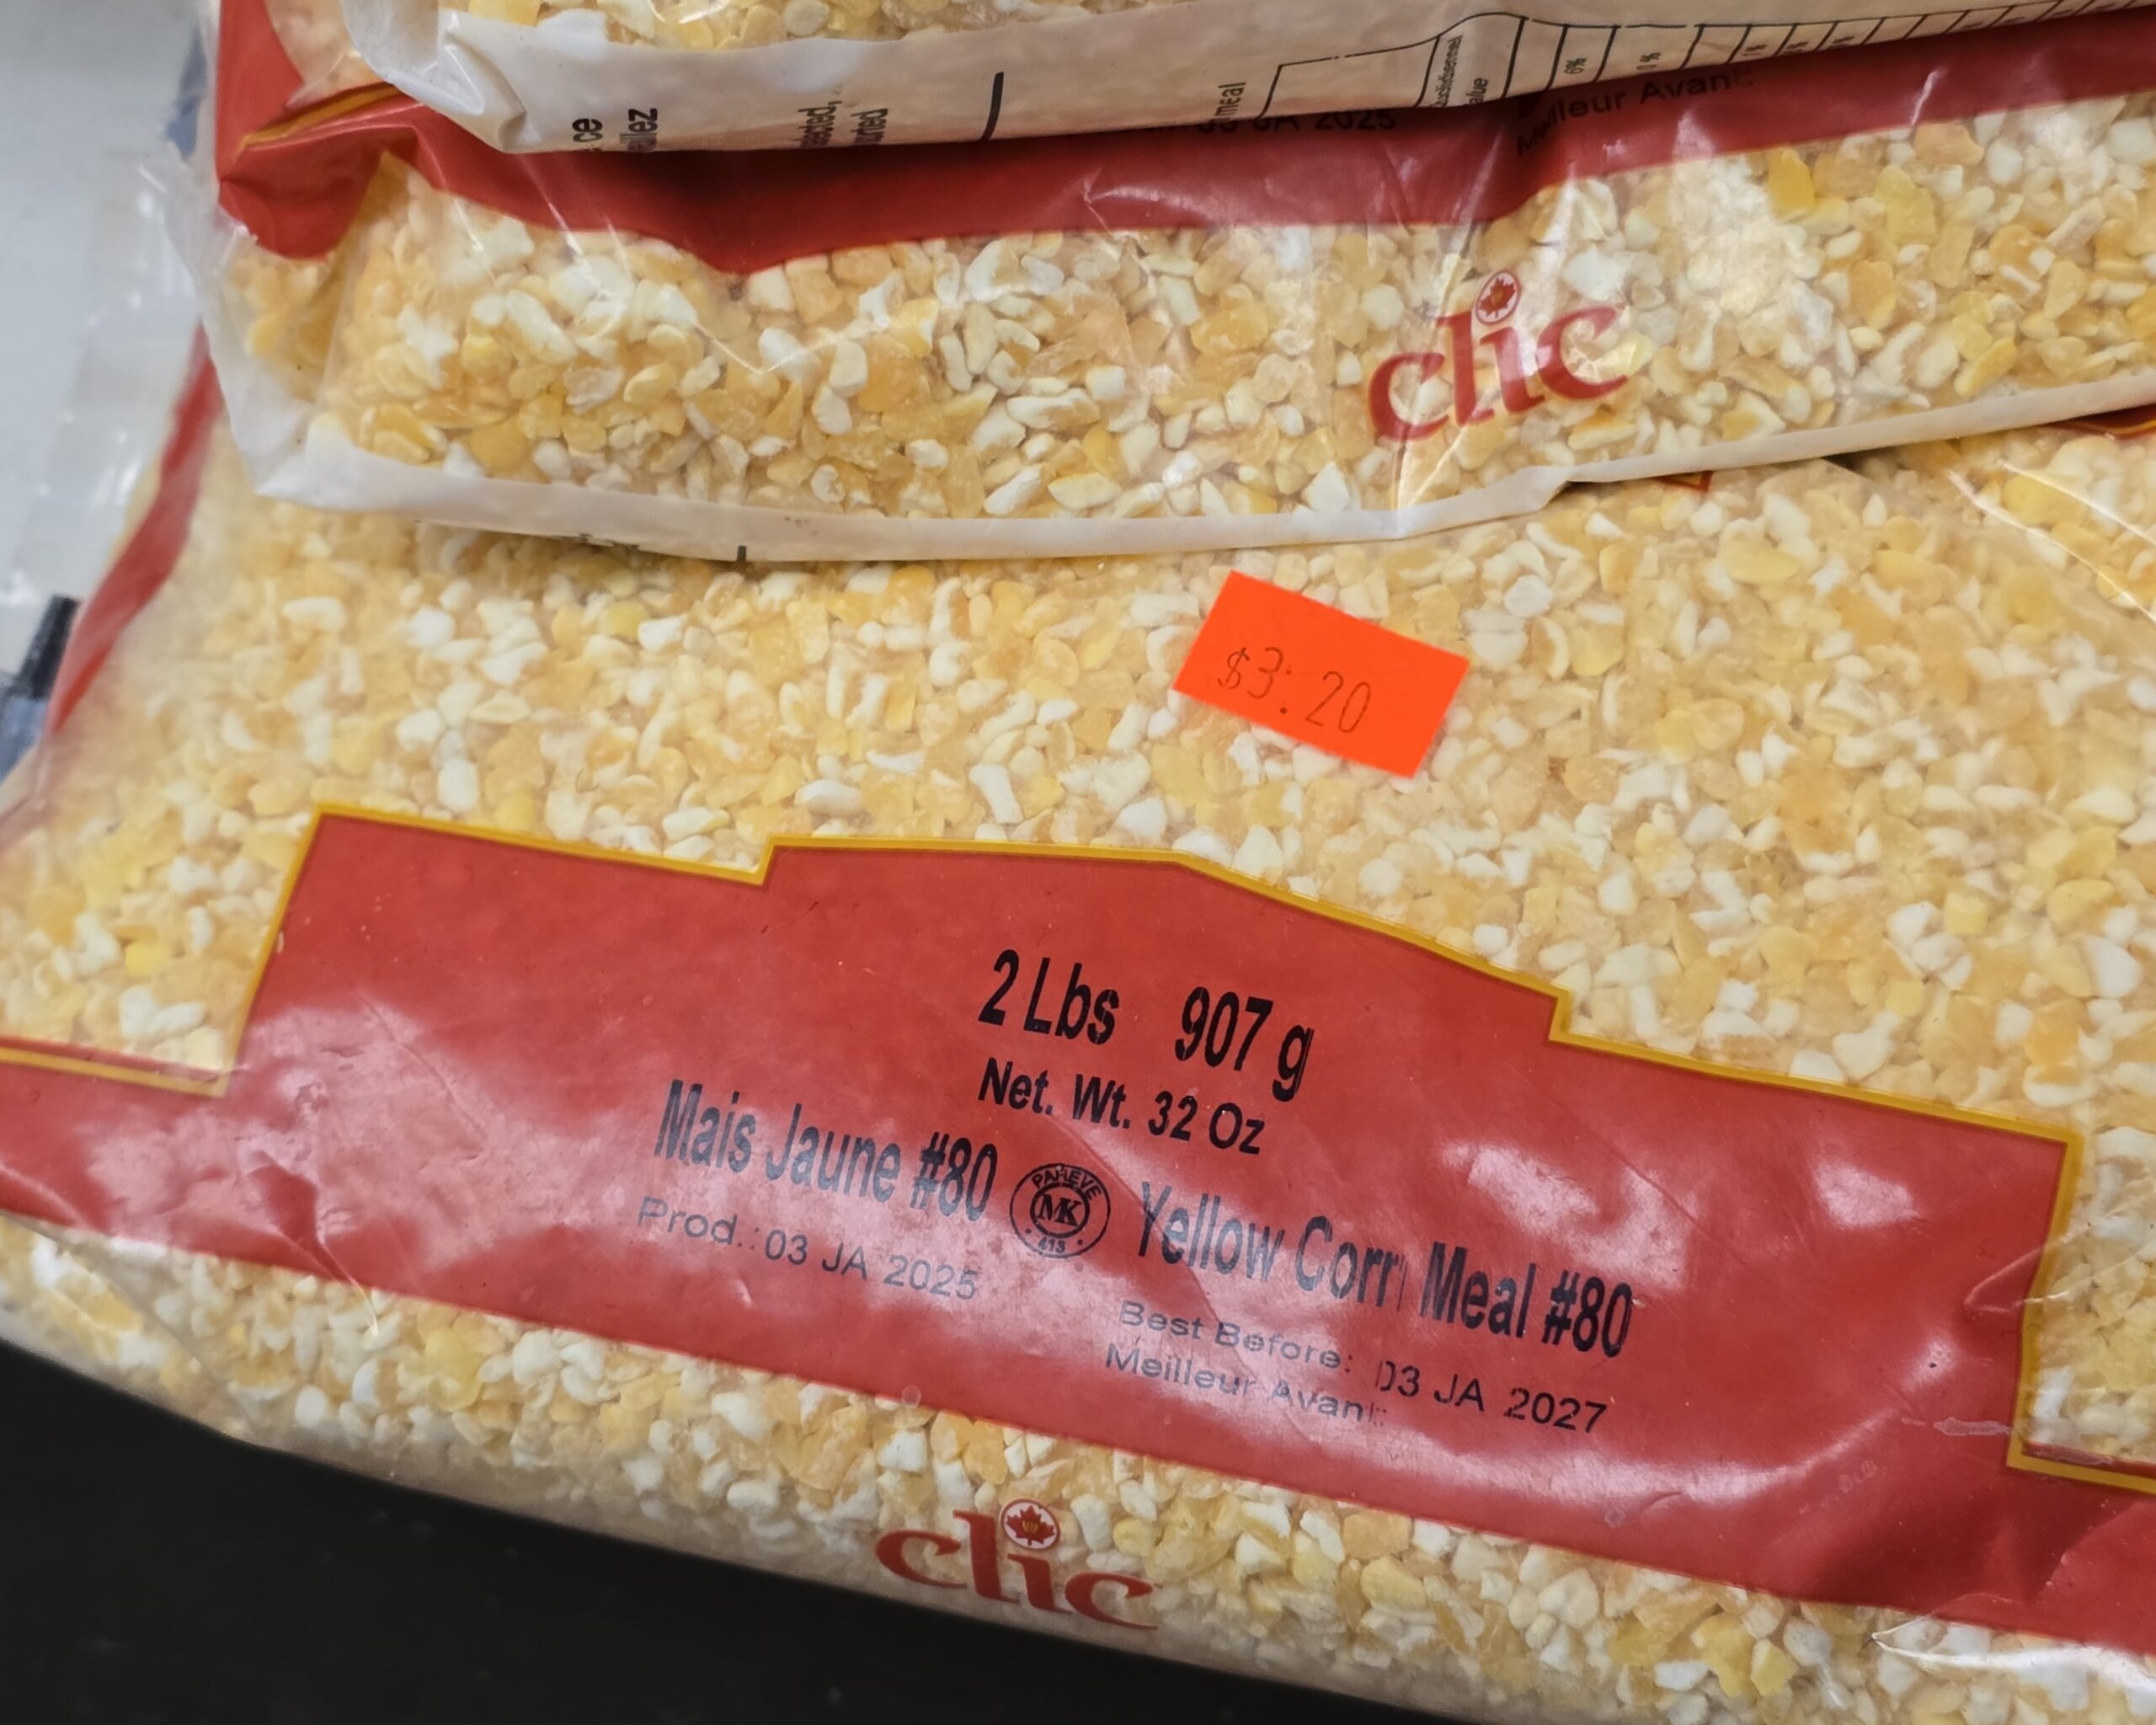 2025
Meilleur Avant:
clic
$3.20
2 Lbs 907 g
Net. Wt. 32 Oz
Mais Jaune #80
PAREVE
MK
Yellow Corn Meal #80
Prod.: 03 JA 2025
Best Before: 03 JA 2027
Meilleur Avant:
clic